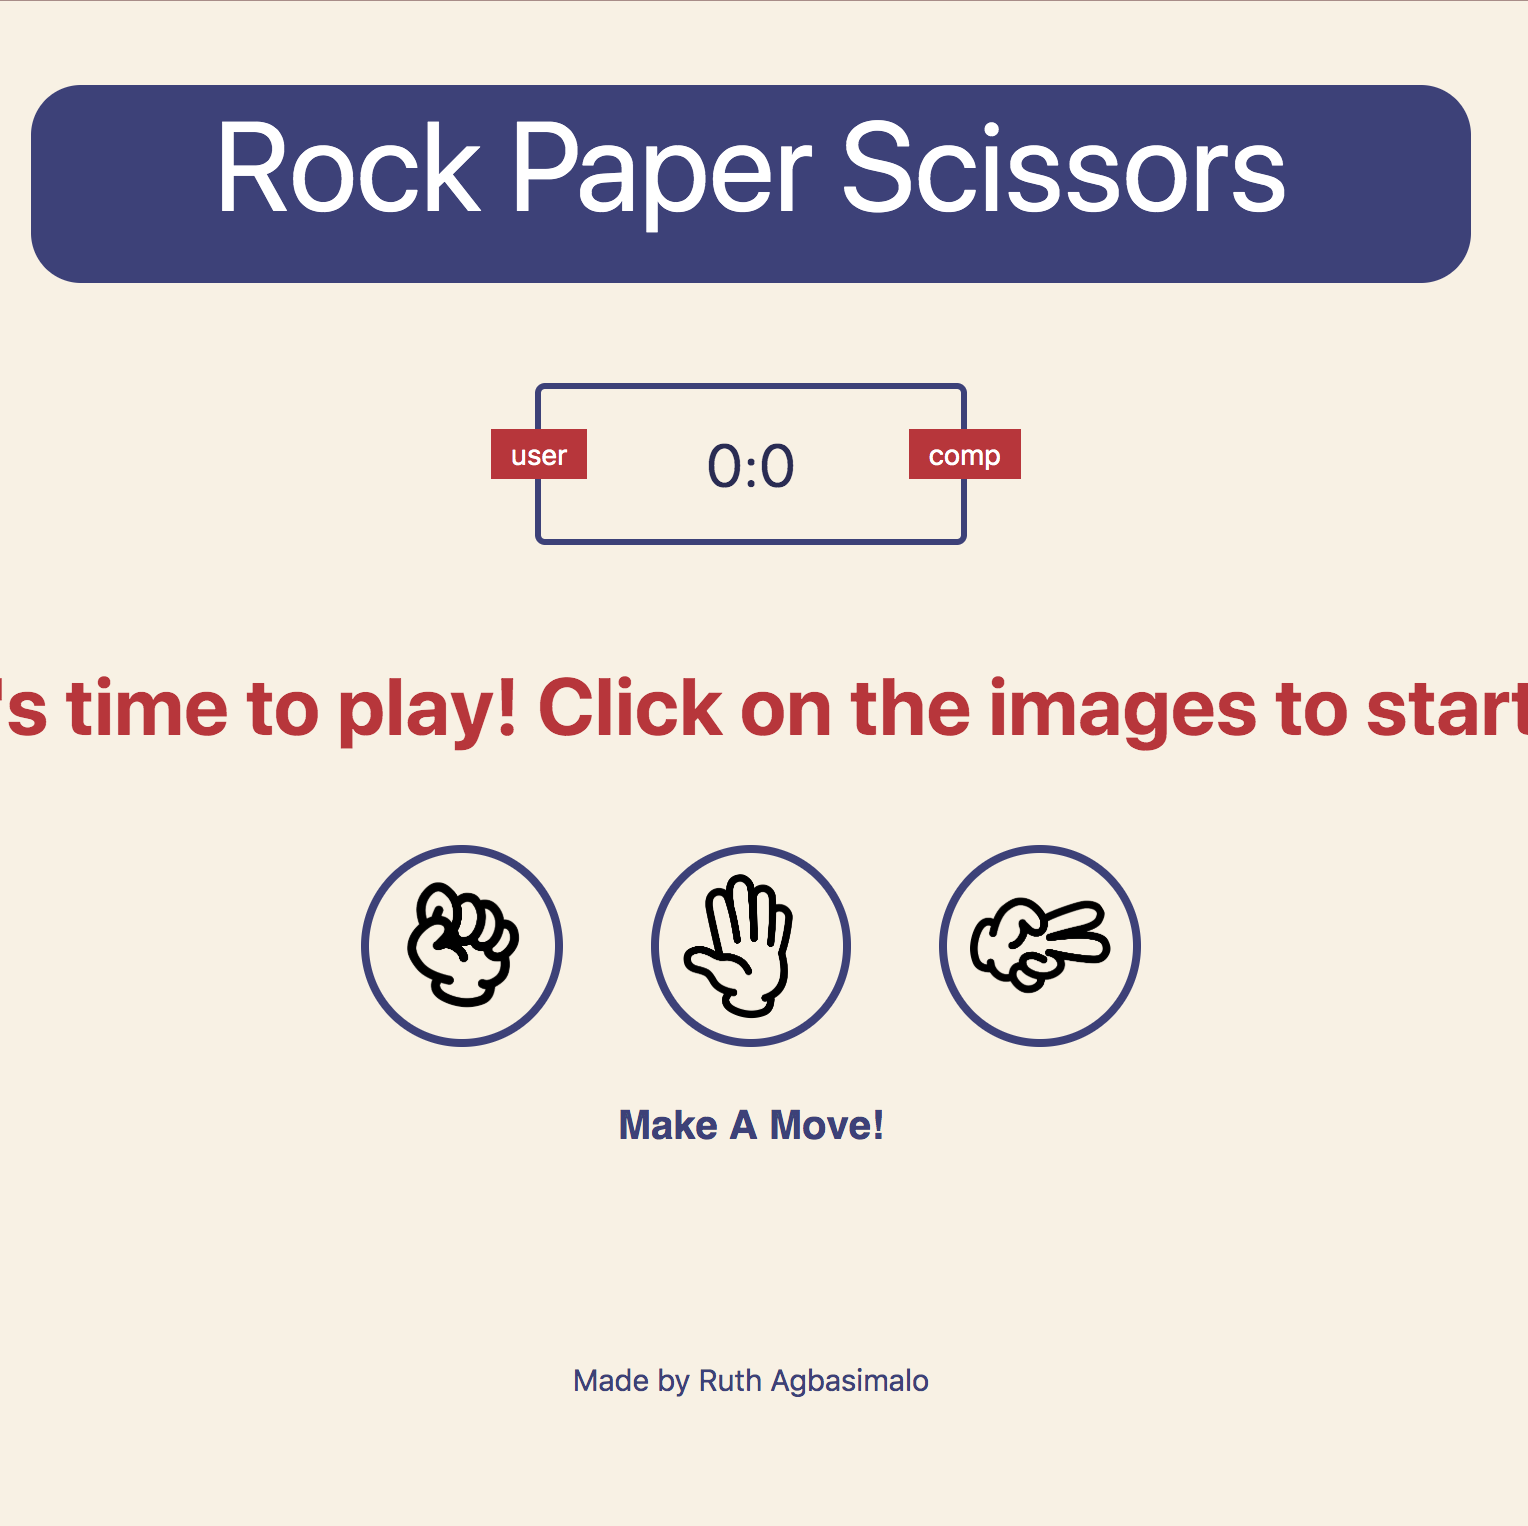 Rock Paper Scissors
user 0:0 comp
's time to play! Click on the images to start
Make A Move!
Made by Ruth Agbasimalo